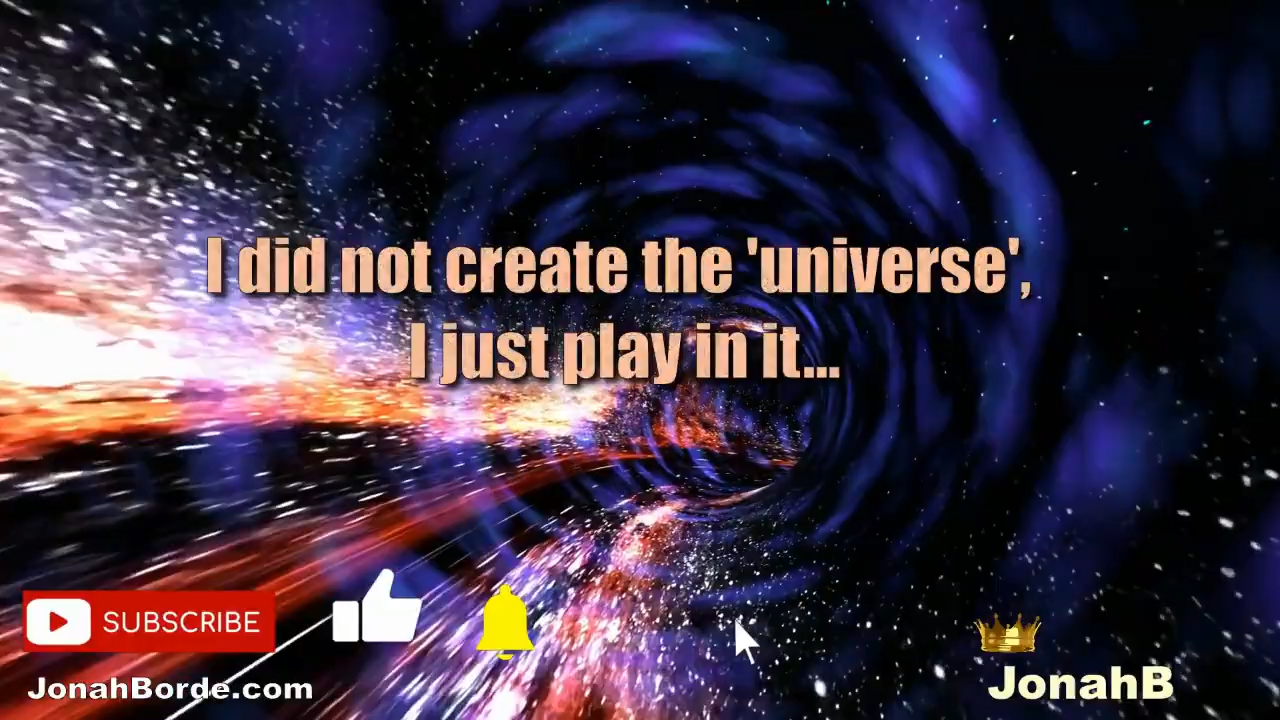 I did not create the 'universe',
I just play in it...
SUBSCRIBE
JonahBorde.com
JonahB